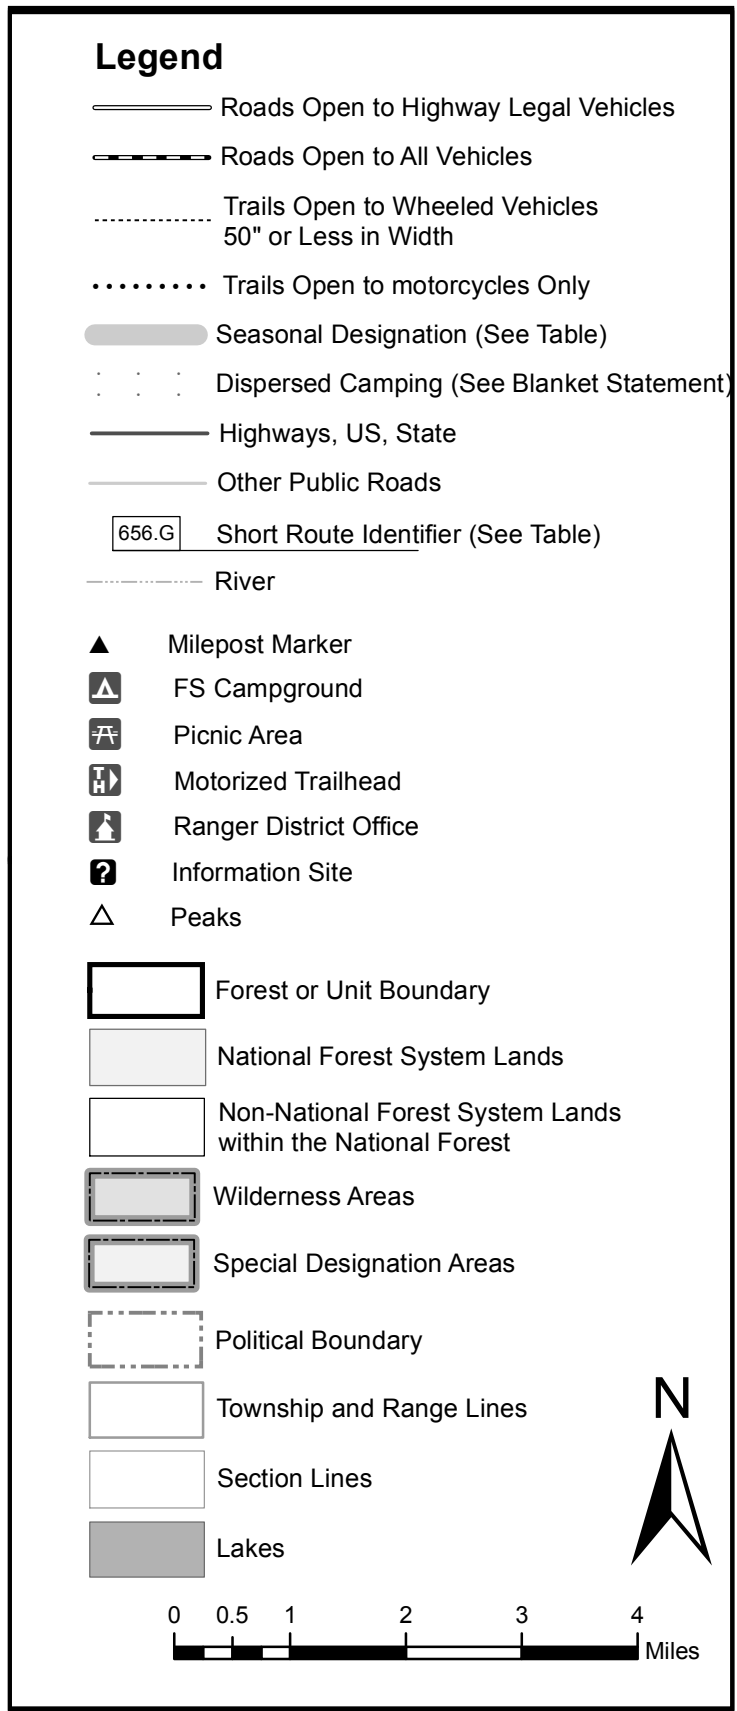 Legend
Roads Open to Highway Legal Vehicles
Roads Open to All Vehicles
Trails Open to Wheeled Vehicles
50" or Less in Width
Trails Open to motorcycles Only
Seasonal Designation (See Table)
Dispersed Camping (See Blanket Statement)
Highways, US, State
Other Public Roads
656.G Short Route Identifier (See Table)
River
Milepost Marker
FS Campground
Picnic Area
TH Motorized Trailhead
Ranger District Office
? Information Site
Peaks
Forest or Unit Boundary
National Forest System Lands
Non-National Forest System Lands
within the National Forest
Wilderness Areas
Special Designation Areas
Political Boundary
N
Township and Range Lines
Section Lines
Lakes
0 0.5 1 2 3 4
Miles